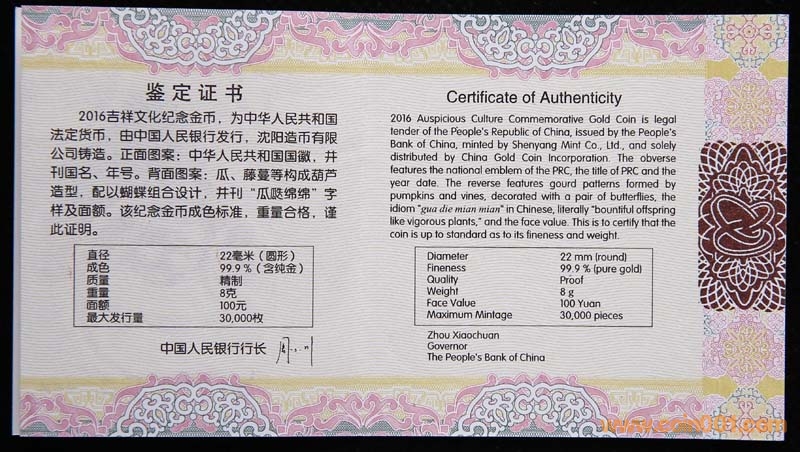 鉴定证书
2016吉祥文化纪念金币，为中华人民共和国
法定货币，由中国人民银行发行，沈阳造币有限
公司铸造。正面图案：中华人民共和国国徽，并
刊国名、年号。背面图案：瓜、藤蔓等构成葫芦
造型，配以蝴蝶组合设计，并刊“瓜瓞绵绵”字
样及面额。该纪念金币成色标准，重量合格，谨
此证明。
直径 22毫米（圆形）
成色 99.9％（含纯金）
质量 精制
重量 8克
面额 100元
最大发行量 30,000枚
中国人民银行行长
Certificate of Authenticity
2016 Auspicious Culture Commemorative Gold Coin is legal
tender of the People's Republic of China, issued by the People's
Bank of China, minted by Shenyang Mint Co., Ltd., and solely
distributed by China Gold Coin Incorporation. The obverse
features the national emblem of the PRC, the title of PRC and the
year date. The reverse features gourd patterns formed by
pumpkins and vines, decorated with a pair of butterflies, the
idiom "gua die mian mian" in Chinese, literally "bountiful offspring
like vigorous plants," and the face value. This is to certify that the
coin is up to standard as to its fineness and weight.
Diameter 22 mm (round)
Fineness 99.9% (pure gold)
Quality Proof
Weight 8 g
Face Value 100 Yuan
Maximum Mintage 30,000 pieces
Zhou Xiaochuan
Governor
The People's Bank of China
www.coin001.com